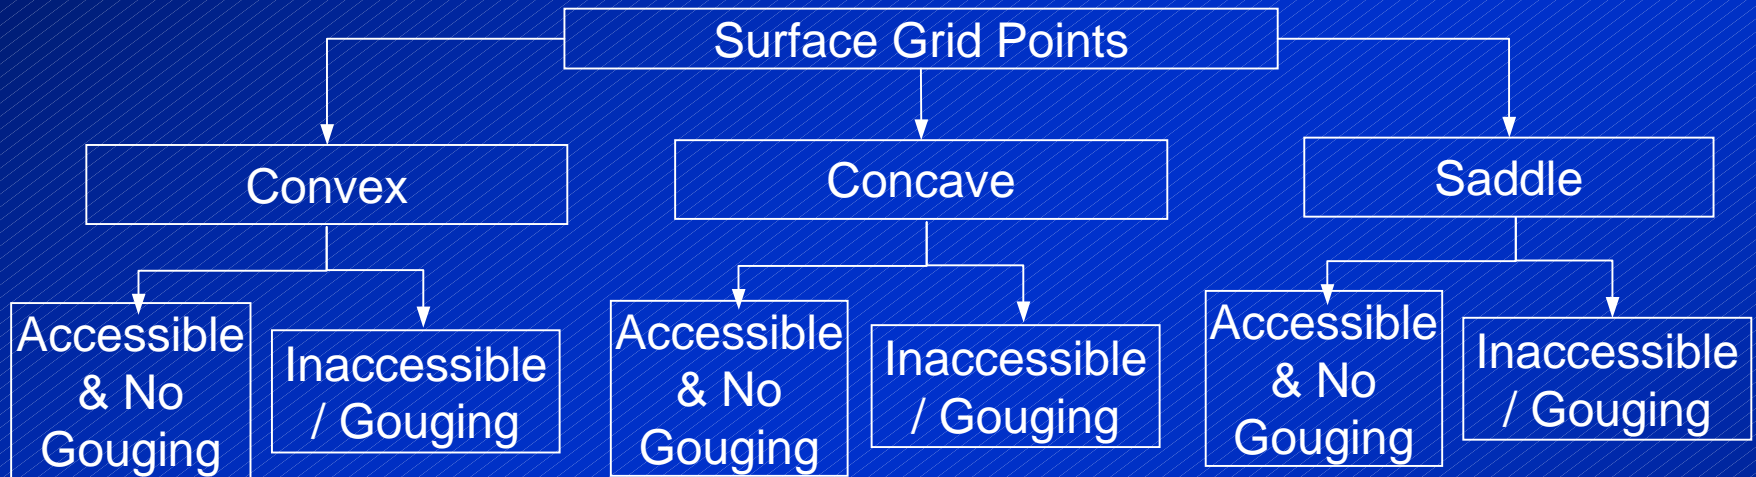 Surface Grid Points
Convex
Concave
Saddle
Accessible
& No
Gouging
Inaccessible
/ Gouging
Accessible
& No
Gouging
Inaccessible
/ Gouging
Accessible
& No
Gouging
Inaccessible
/ Gouging